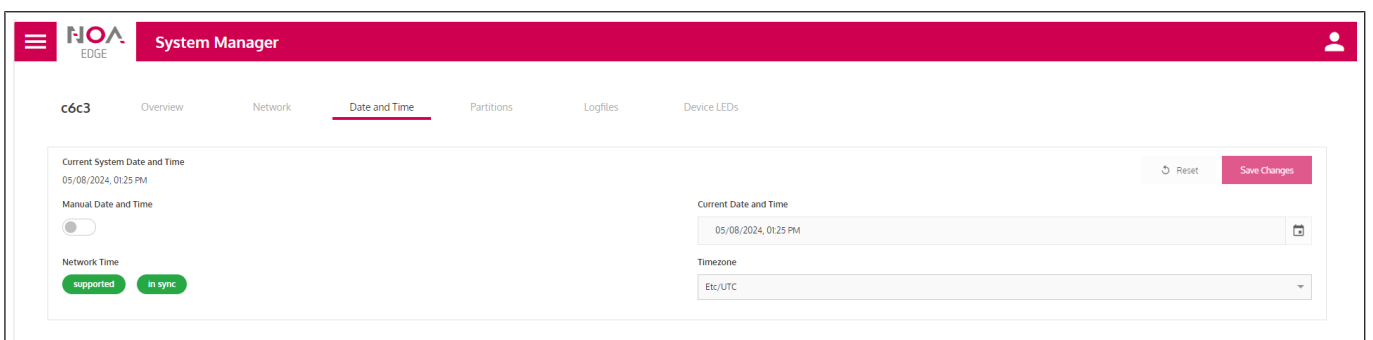 NOA
EDGE
System Manager
c6c3
Overview
Network
Date and Time
Partitions
Logfiles
Device LEDs
Current System Date and Time
05/08/2024, 01:25 PM
Reset
Save Changes
Manual Date and Time
Current Date and Time
05/08/2024, 01:25 PM
Network Time
Timezone
supported
in sync
Etc/UTC